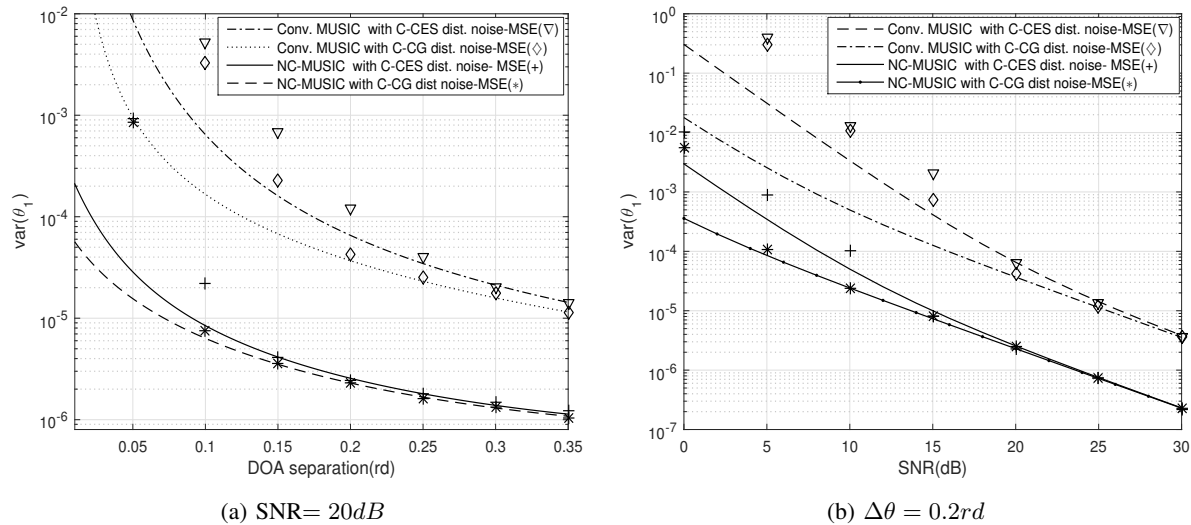 Conv. MUSIC with C-CES dist. noise-MSE(▽)
Conv. MUSIC with C-CG dist. noise-MSE(◇)
NC-MUSIC with C-CES dist. noise- MSE(+)
NC-MUSIC with C-CG dist noise-MSE(*)
10^-2
10^-3
10^-4
10^-5
10^-6
var(θ_1)
0.05 0.1 0.15 0.2 0.25 0.3 0.35
DOA separation(rd)
(a) SNR= 20dB
Conv. MUSIC with C-CES dist. noise-MSE(▽)
Conv. MUSIC with C-CG dist. noise-MSE(◇)
NC-MUSIC with C-CES dist. noise- MSE(+)
NC-MUSIC with C-CG dist noise-MSE(*)
10^0
10^-1
10^-2
10^-3
10^-4
10^-5
10^-6
10^-7
var(θ_1)
0 5 10 15 20 25 30
SNR(dB)
(b) Δθ = 0.2rd